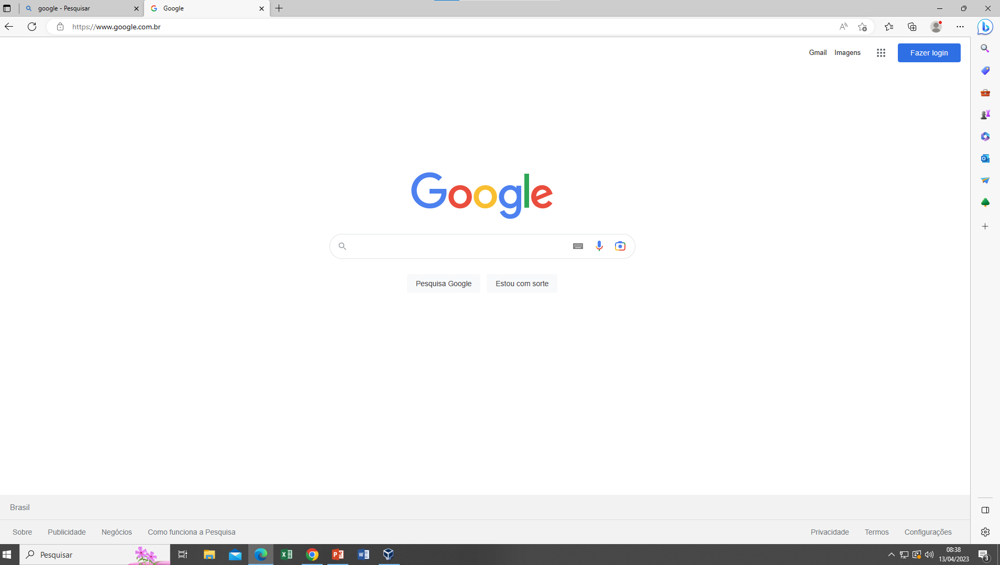 google - Pesquisar
Google
https://www.google.com.br
Gmail
Imagens
Fazer login
Google
Pesquisa Google
Estou com sorte
Brasil
Sobre
Publicidade
Negócios
Como funciona a Pesquisa
Privacidade
Termos
Configurações
Pesquisar
08:38
13/04/2023
3